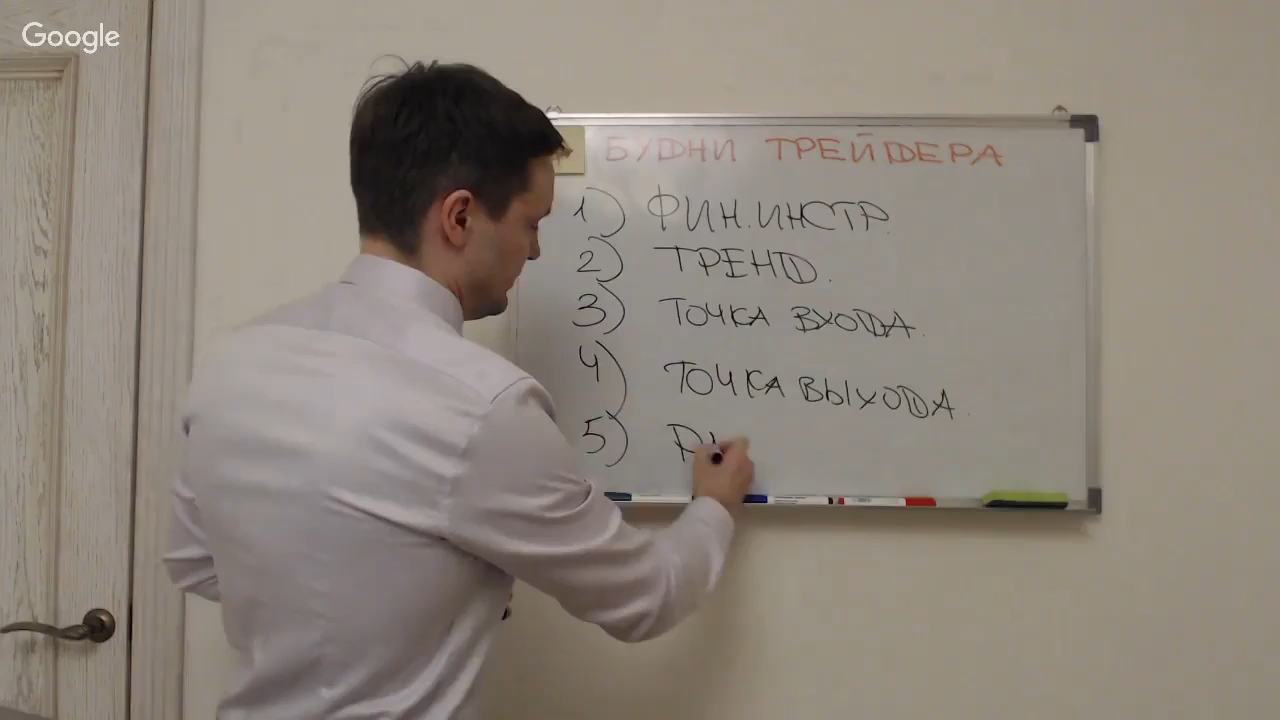 Google
БУДНИ ТРЕЙДЕРА
1) ФИН.ИНСТР.
2) ТРЕНД.
3) ТОЧКА ВХОДА.
4) ТОЧКА ВЫХОДА.
5)